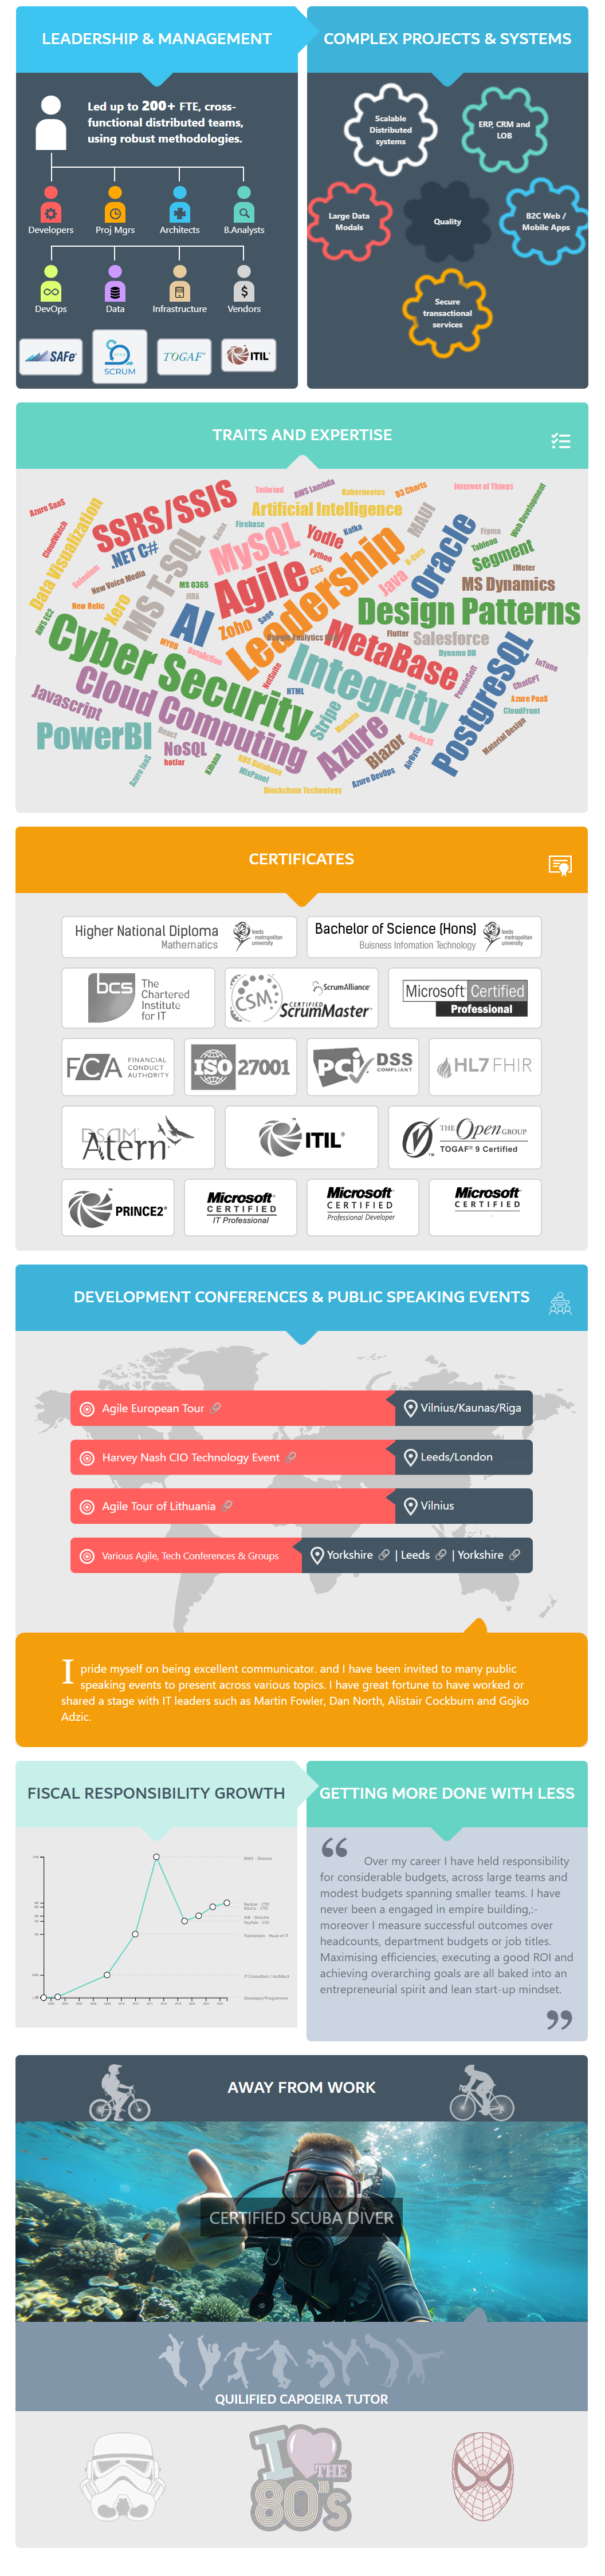 LEADERSHIP & MANAGEMENT
Led up to 200+ FTE, cross-
functional distributed teams,
using robust methodologies.
Developers
Proj Mgrs
Architects
B.Analysts
DevOps
Data
Infrastructure
Vendors
SAFe
SCRUM
TOGAF
ITIL
COMPLEX PROJECTS & SYSTEMS
Scalable
Distributed
systems
ERP, CRM and
LOB
Large Data
Modals
Quality
B2C Web /
Mobile Apps
Secure
transactional
services
TRAITS AND EXPERTISE
Azure SaaS
CloudWatch
Data Visualization
SSRS/SSIS
Tailwind
AWS Lambda
Kubernetes
D3 Charts
Internet of Things
Web Development
Artificial Intelligence
.NET C#
MS T-SQL
Firebase
MySQL
Yodle
Kafka
MAUI
Oracle
Figma
Tableau
Segment
JMeter
Selenium
New Voice Media
MS 0365
JIRA
Agile
Python
CSS
Leadership
Java
MS Dynamics
AWS EC2
New Relic
Xero
AI
Zoho
Sage
Google Analytics
Design Patterns
MetaBase
Flutter
Salesforce
Dynamo DB
Cyber Security
MYOB
DataAction
NetSuite
HTML
Integrity
PeopleSoft
PostgreSQL
InTune
ChatGPT
Azure PaaS
CloudFront
Material Design
Javascript
Cloud Computing
PowerBI
React
NoSQL
hotjar
Kibana
Azure IaaS
RDS Database
MixPanel
Blockchain Technology
Stripe
Marketo
Azure
Azure DevOps
Blazor
Node.JS
AirByte
CERTIFICATES
Higher National Diploma
Mathematics
leeds
metropolitan
university
Bachelor of Science (Hons)
Buisness Infomation Technology
leeds
metropolitan
university
bcs
The
Chartered
Institute
for IT
CSM
ScrumAlliance
CERTIFIED
ScrumMaster
Microsoft Certified
Professional
FCA
FINANCIAL
CONDUCT
AUTHORITY
ISO 27001
PCI DSS
COMPLIANT
HL7 FHIR
DSDM
Atern
ITIL
THE Open GROUP
TOGAF® 9 Certified
PRINCE2
Microsoft
CERTIFIED
IT Professional
Microsoft
CERTIFIED
Professional Developer
Microsoft
CERTIFIED
DEVELOPMENT CONFERENCES & PUBLIC SPEAKING EVENTS
Agile European Tour
Vilnius/Kaunas/Riga
Harvey Nash CIO Technology Event
Leeds/London
Agile Tour of Lithuania
Vilnius
Various Agile, Tech Conferences & Groups
Yorkshire | Leeds | Yorkshire
I pride myself on being excellent communicator. and I have been invited to many public
speaking events to present across various topics. I have great fortune to have worked or
shared a stage with IT leaders such as Martin Fowler, Dan North, Alistair Cockburn and Gojko
Adzic.
FISCAL RESPONSIBILITY GROWTH
IT Consultant / Architect
Developer/Programmer
GETTING MORE DONE WITH LESS
“ Over my career I have held responsibility
for considerable budgets, across large teams and
modest budgets spanning smaller teams. I have
never been a engaged in empire building,:-
moreover I measure successful outcomes over
headcounts, department budgets or job titles.
Maximising efficiencies, executing a good ROI and
achieving overarching goals are all baked into an
entrepreneurial spirit and lean start-up mindset.
”
AWAY FROM WORK
CERTIFIED SCUBA DIVER
QUILIFIED CAPOEIRA TUTOR
I
THE
80's